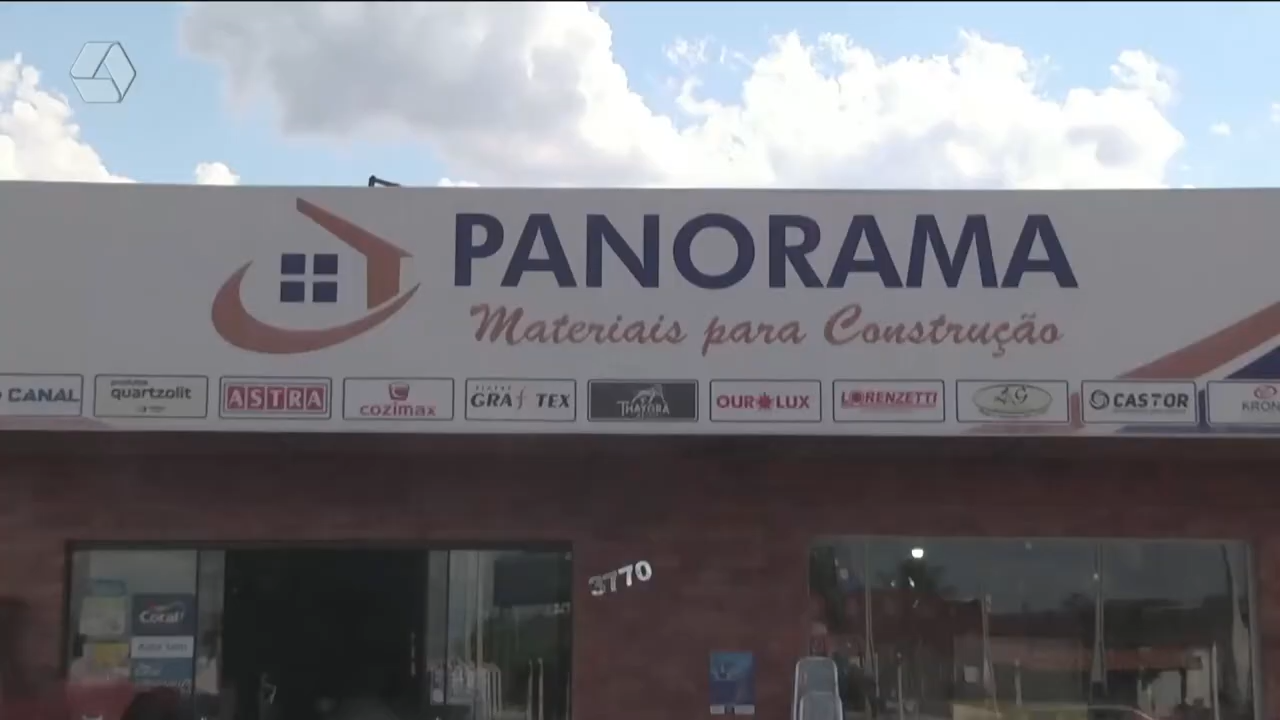 PANORAMA
Materiais para Construção
CANAL
quartzolit
ASTRA
cozimax
GRAFTEX
OUROLUX
LORENZETTI
CASTOR
3770
Coral